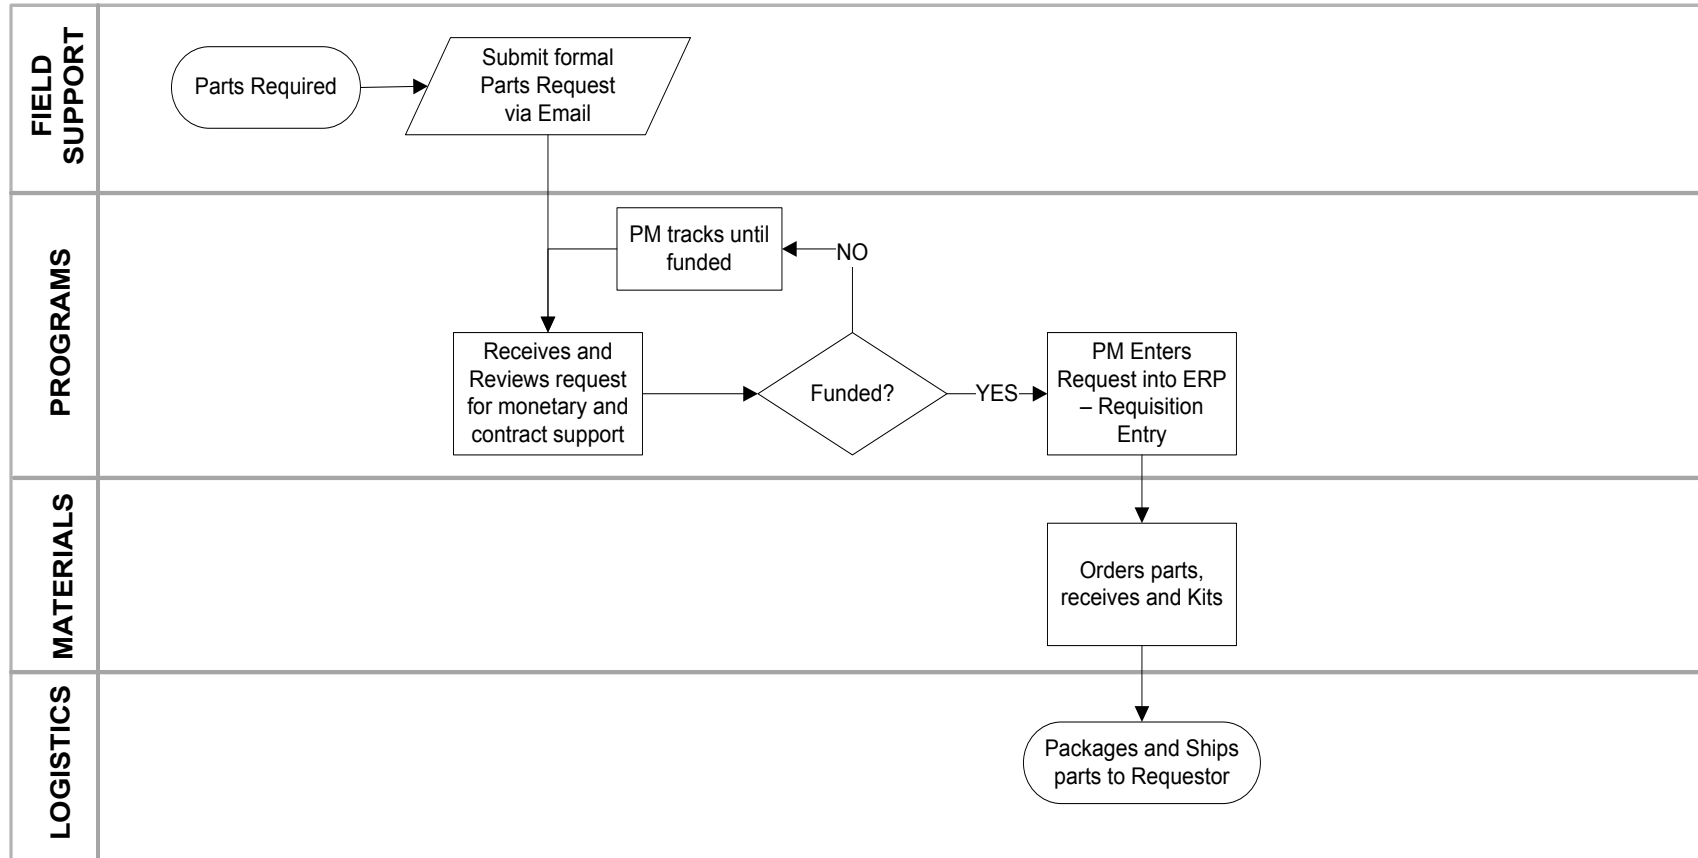 FIELD
SUPPORT
Parts Required
Submit formal
Parts Request
via Email
PROGRAMS
PM tracks until
funded
NO
Receives and
Reviews request
for monetary and
contract support
Funded?
YES
PM Enters
Request into ERP
– Requisition
Entry
MATERIALS
Orders parts,
receives and Kits
LOGISTICS
Packages and Ships
parts to Requestor